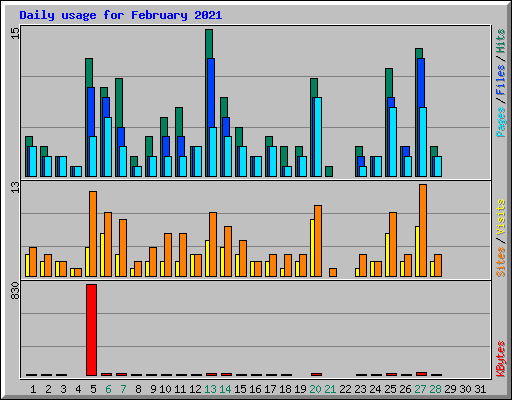 Daily usage for February 2021
15
Pages / Files / Hits
13
Sites / Visits
830
KBytes
1 2 3 4 5 6 7 8 9 10 11 12 13 14 15 16 17 18 19 20 21 22 23 24 25 26 27 28 29 30 31